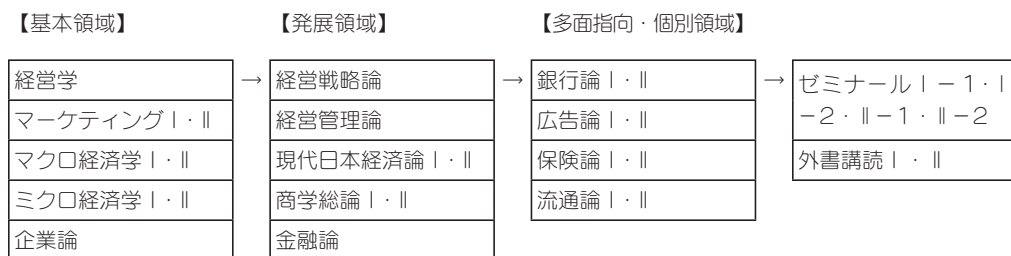 【基本領域】 【発展領域】 【多面指向・個別領域】
経営学 → 経営戦略論 → 銀行論Ⅰ・Ⅱ → ゼミナールⅠ－１・Ⅰ
－２・Ⅱ－１・Ⅱ－２
マーケティングⅠ・Ⅱ 経営管理論 広告論Ⅰ・Ⅱ
マクロ経済学Ⅰ・Ⅱ 現代日本経済論Ⅰ・Ⅱ 保険論Ⅰ・Ⅱ 外書講読Ⅰ・Ⅱ
ミクロ経済学Ⅰ・Ⅱ 商学総論Ⅰ・Ⅱ 流通論Ⅰ・Ⅱ
企業論 金融論